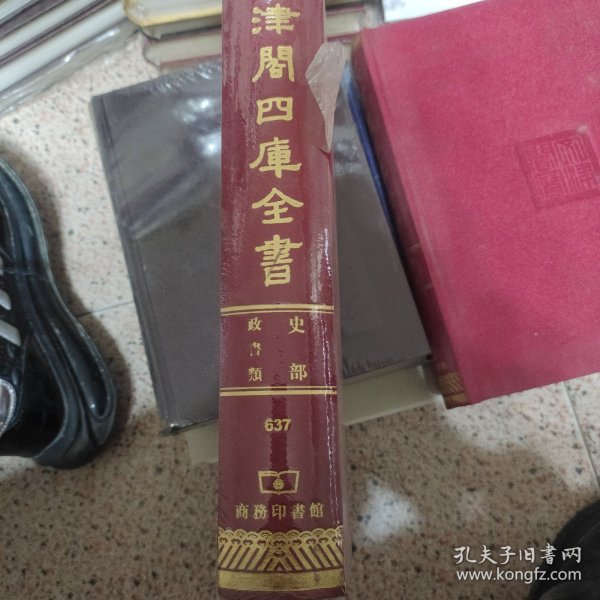 津閣四庫全書
史部
政書類
637
商務印書館
孔夫子旧書网
www.kongfz.com